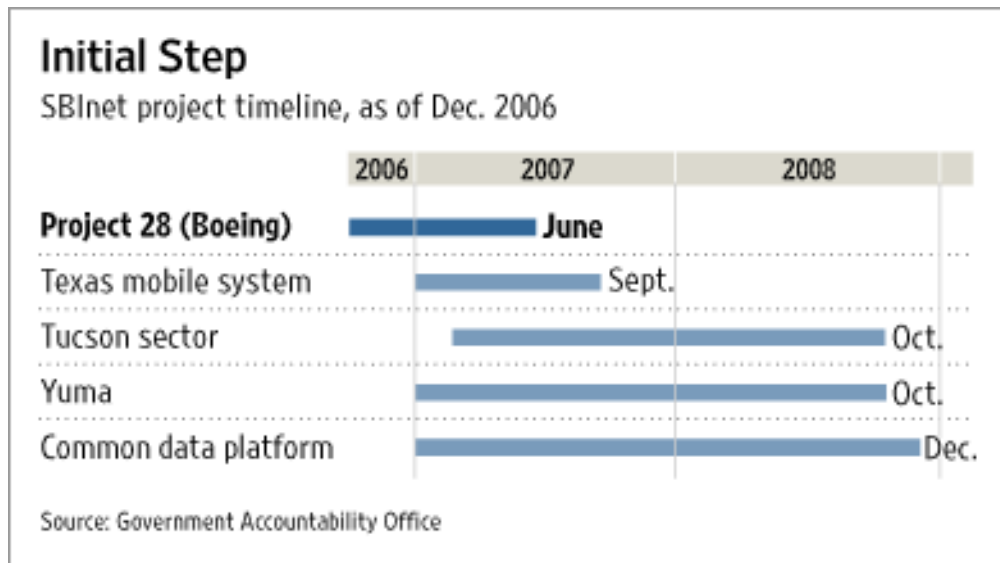 Initial Step
SBInet project timeline, as of Dec. 2006
2006 2007 2008
Project 28 (Boeing) June
Texas mobile system Sept.
Tucson sector Oct.
Yuma Oct.
Common data platform Dec.
Source: Government Accountability Office